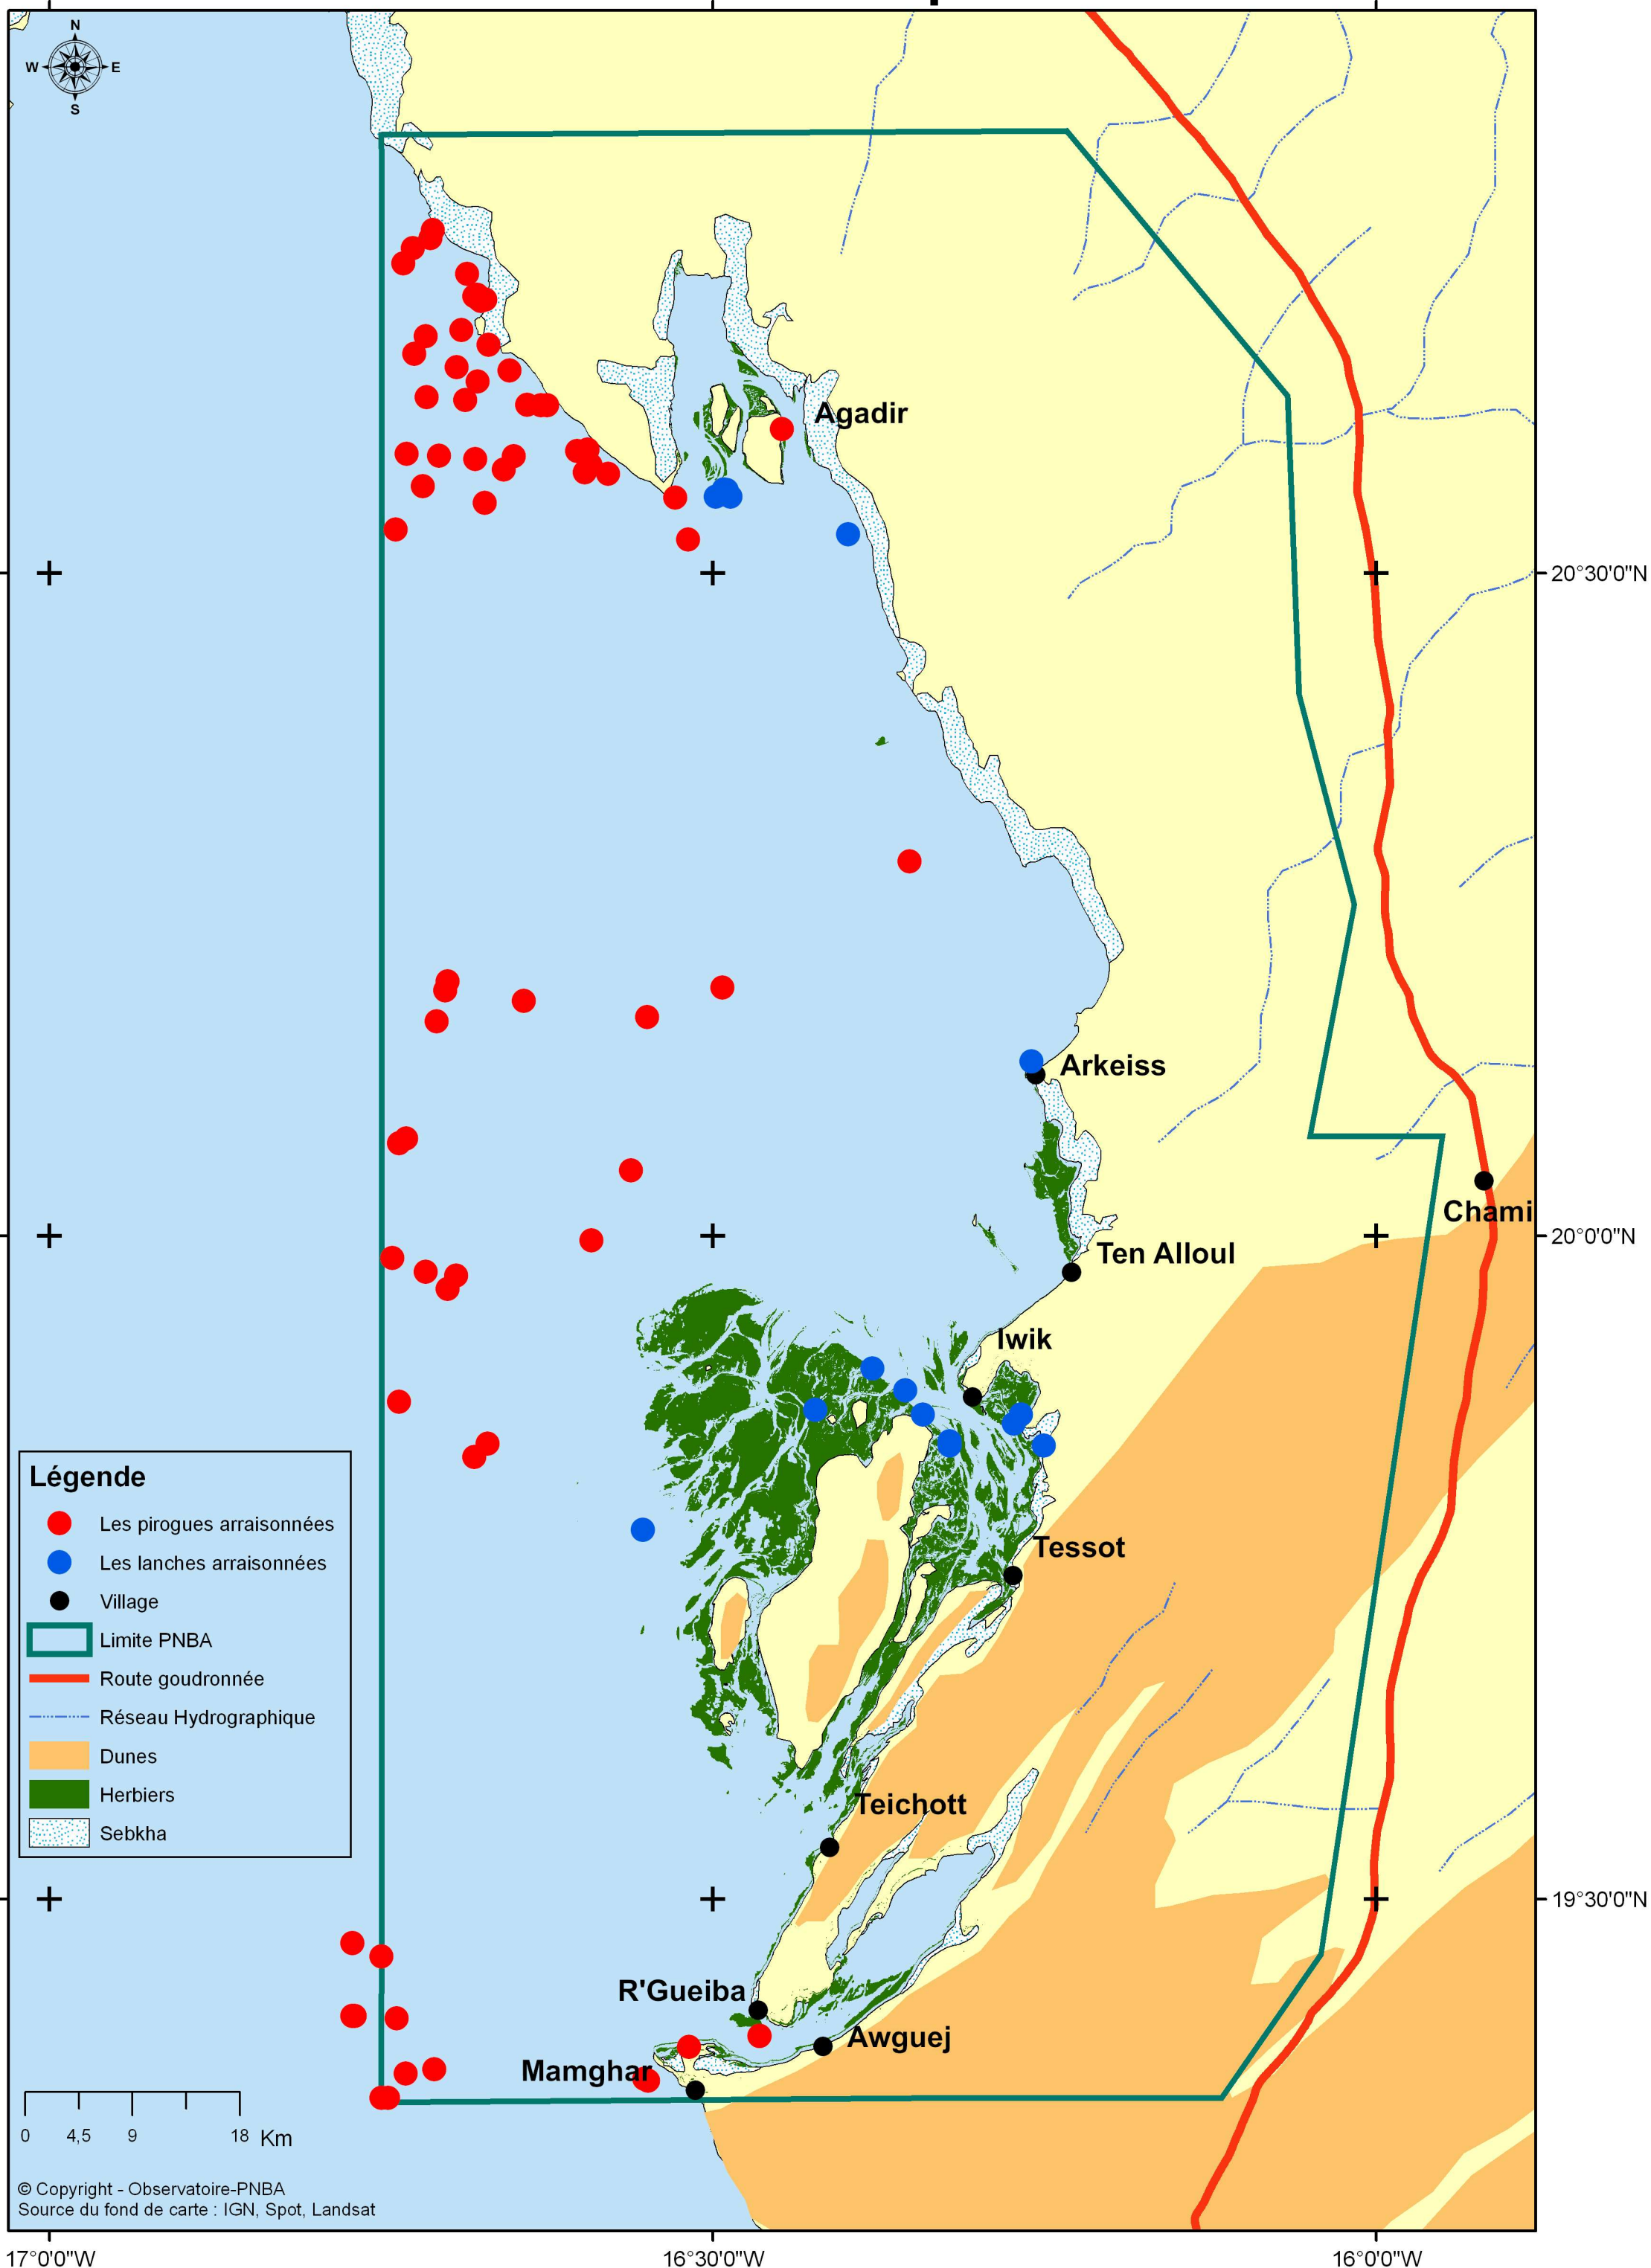 N
W
E
S
Agadir
20°30'0"N
Arkeiss
Chami
20°0'0"N
Ten Alloul
Iwik
Légende
Les pirogues arraisonnées
Les lanches arraisonnées
Village
Limite PNBA
Route goudronnée
Réseau Hydrographique
Dunes
Herbiers
Sebkha
Tessot
Teichott
19°30'0"N
R'Gueiba
Awguej
Mamghar
0 4,5 9 18 Km
© Copyright - Observatoire-PNBA
Source du fond de carte : IGN, Spot, Landsat
17°0'0"W
16°30'0"W
16°0'0"W